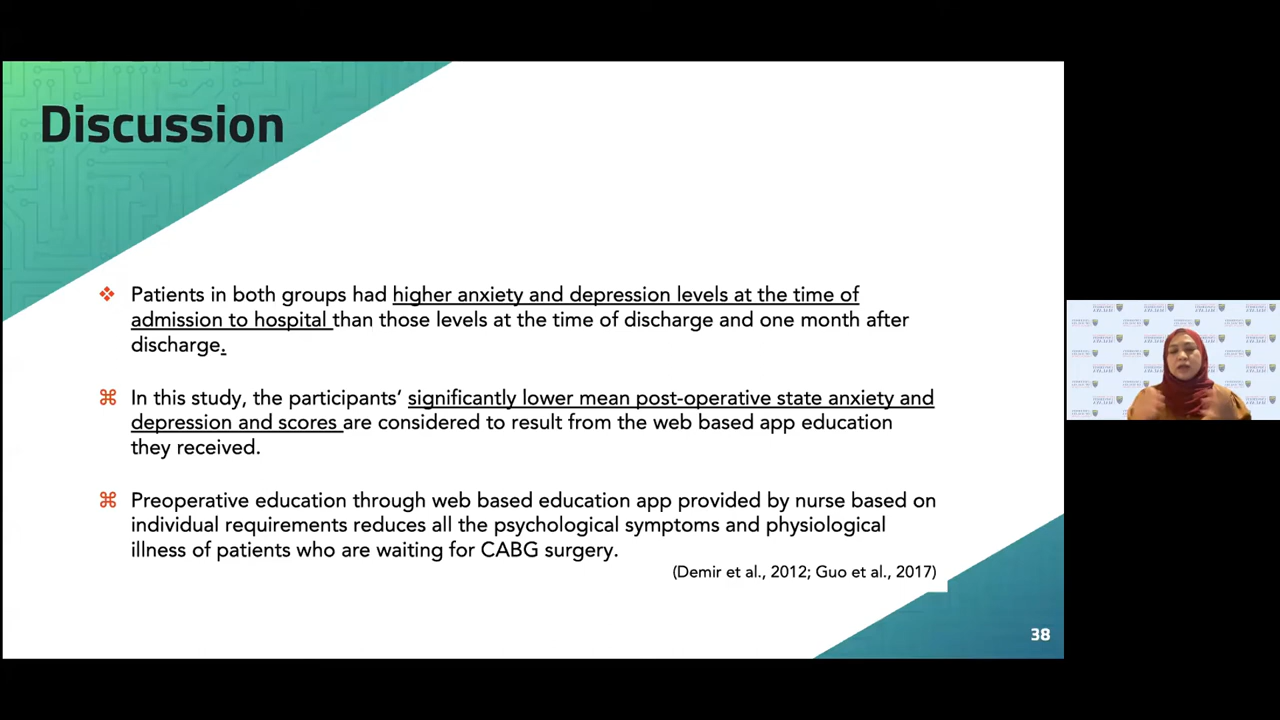 Discussion
Patients in both groups had higher anxiety and depression levels at the time of
admission to hospital than those levels at the time of discharge and one month after
discharge.
In this study, the participants‘ significantly lower mean post-operative state anxiety and
depression and scores are considered to result from the web based app education
they received.
Preoperative education through web based education app provided by nurse based on
individual requirements reduces all the psychological symptoms and physiological
illness of patients who are waiting for CABG surgery.
(Demir et al., 2012; Guo et al., 2017)
38